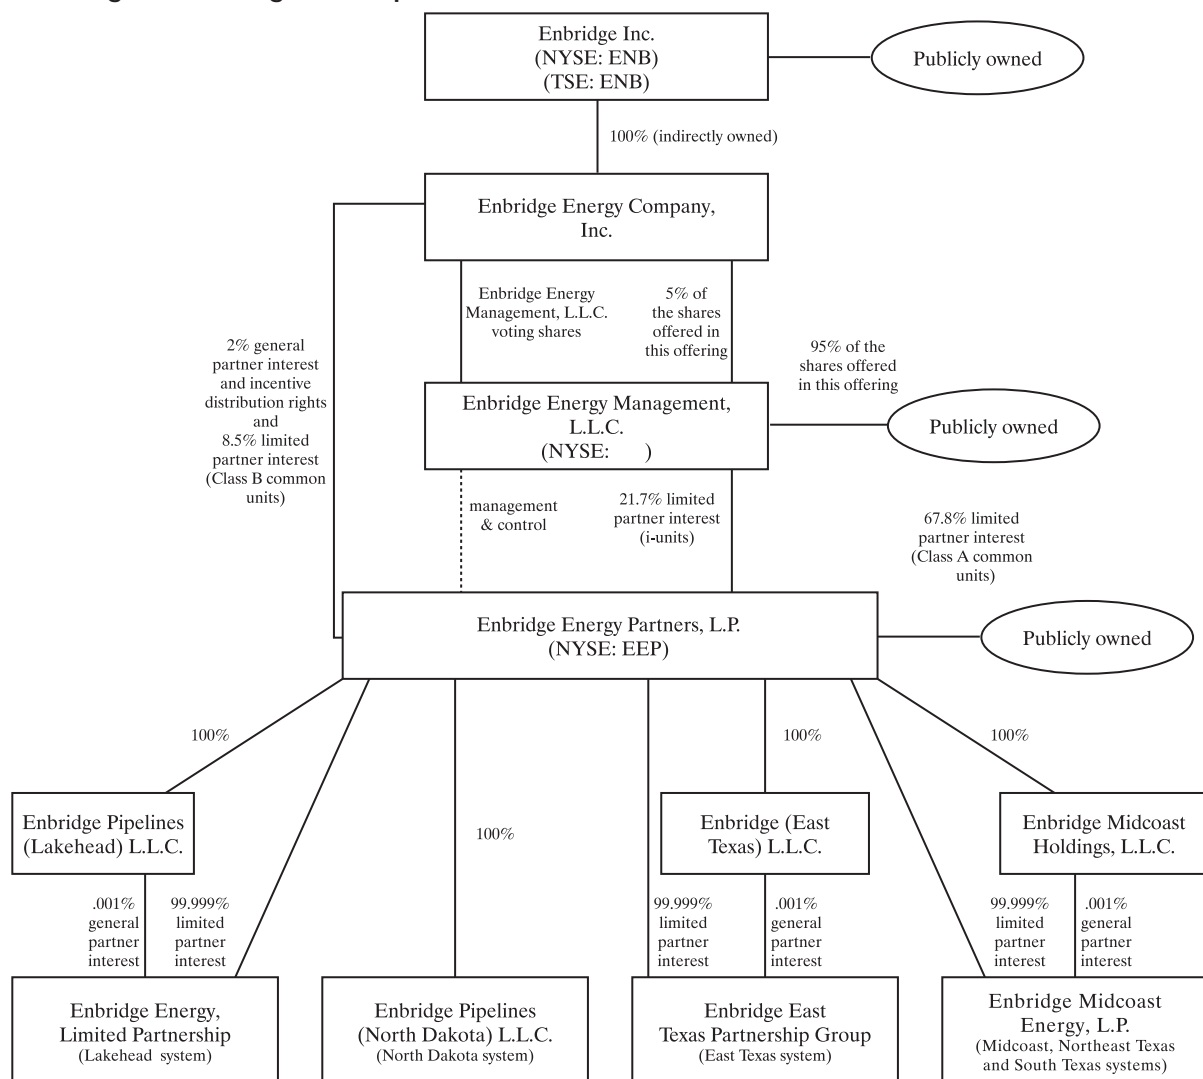 Enbridge Inc.
(NYSE: ENB)
(TSE: ENB)
Publicly owned
100% (indirectly owned)
Enbridge Energy Company,
Inc.
Enbridge Energy
Management, L.L.C.
voting shares
5% of
the shares
offered in
this offering
2% general
partner interest
and incentive
distribution rights
and
8.5% limited
partner interest
(Class B common
units)
95% of the
shares offered
in this offering
Enbridge Energy Management,
L.L.C.
(NYSE:      )
Publicly owned
management
& control
21.7% limited
partner interest
(i-units)
67.8% limited
partner interest
(Class A common
units)
Enbridge Energy Partners, L.P.
(NYSE: EEP)
Publicly owned
100%
100%
100%
100%
Enbridge Pipelines
(Lakehead) L.L.C.
Enbridge (East
Texas) L.L.C.
Enbridge Midcoast
Holdings, L.L.C.
.001%
general
partner
interest
99.999%
limited
partner
interest
99.999%
limited
partner
interest
.001%
general
partner
interest
99.999%
limited
partner
interest
.001%
general
partner
interest
Enbridge Energy,
Limited Partnership
(Lakehead system)
Enbridge Pipelines
(North Dakota) L.L.C.
(North Dakota system)
Enbridge East
Texas Partnership Group
(East Texas system)
Enbridge Midcoast
Energy, L.P.
(Midcoast, Northeast Texas
and South Texas systems)